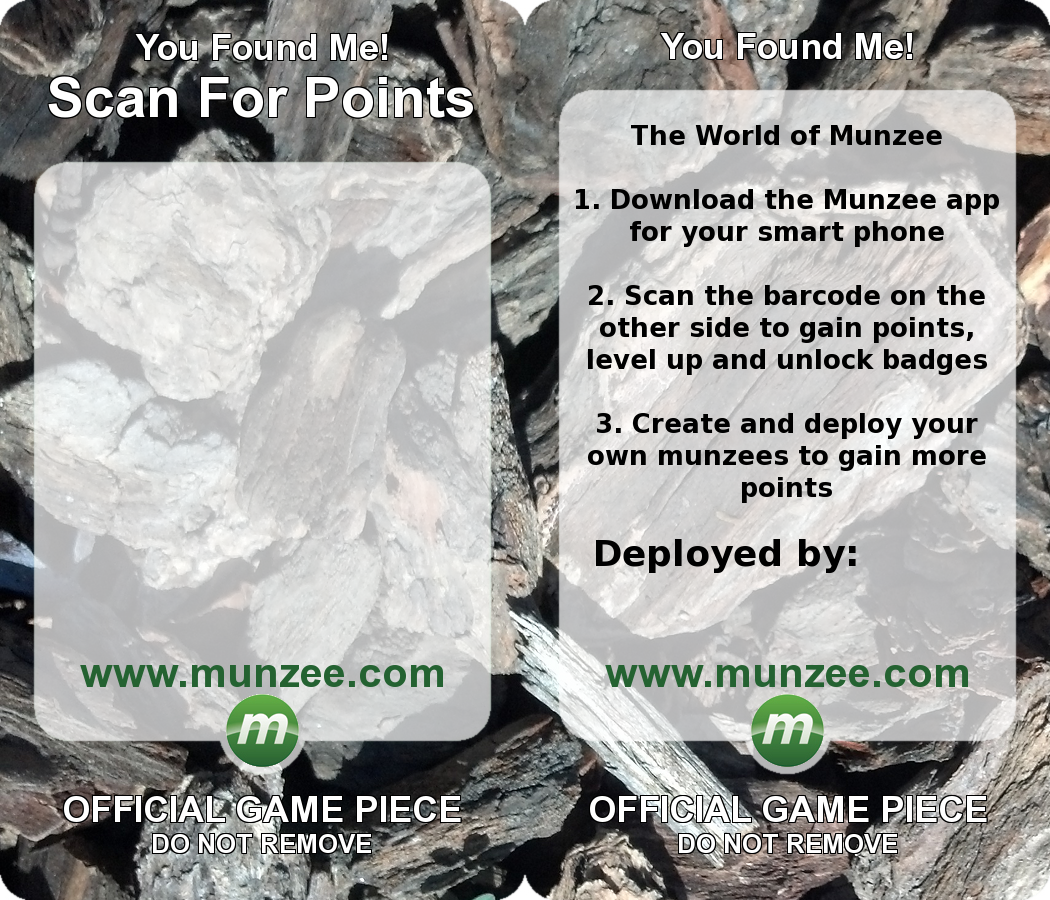 You Found Me!
Scan For Points
www.munzee.com
m
OFFICIAL GAME PIECE
DO NOT REMOVE
You Found Me!
The World of Munzee
1. Download the Munzee app
for your smart phone
2. Scan the barcode on the
other side to gain points,
level up and unlock badges
3. Create and deploy your
own munzees to gain more
points
Deployed by:
www.munzee.com
m
OFFICIAL GAME PIECE
DO NOT REMOVE